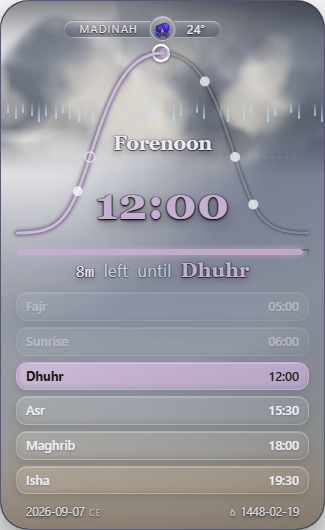 MADINAH 24°
Forenoon
12:00
8m left until Dhuhr
Fajr 05:00
Sunrise 06:00
Dhuhr 12:00
Asr 15:30
Maghrib 18:00
Isha 19:30
2026-09-07 CE 1448-02-19